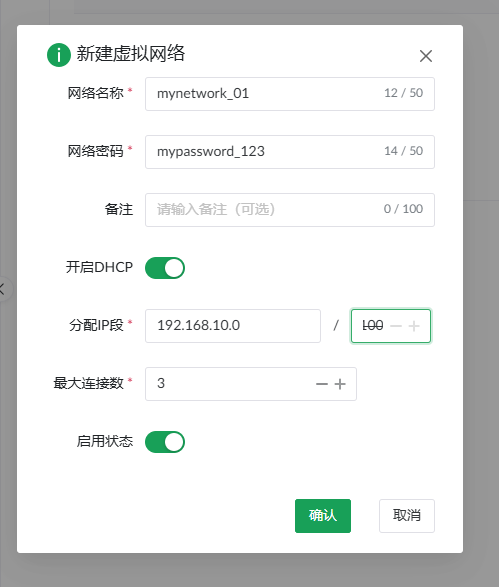 新建虚拟网络
网络名称 * mynetwork_01 12 / 50
网络密码 * mypassword_123 14 / 50
备注 请输入备注（可选） 0 / 100
开启DHCP
分配IP段 * 192.168.10.0 / 100
最大连接数 * 3
启用状态
确认 取消